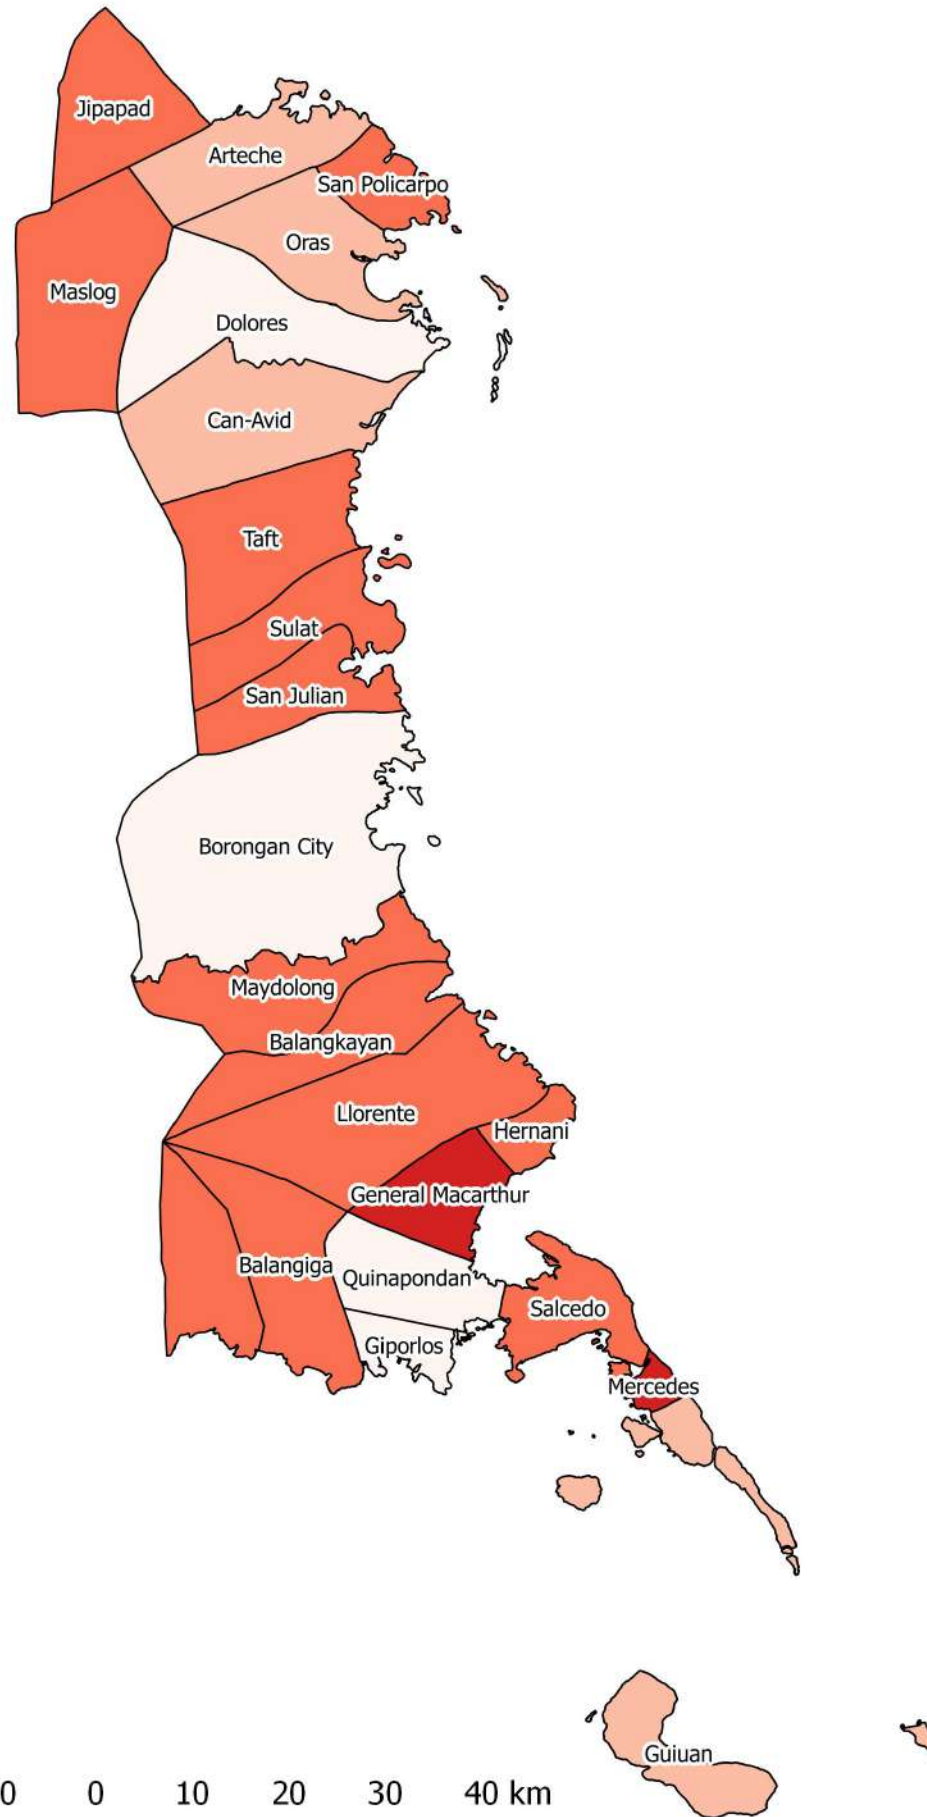 Jipapad
Arteche
San Policarpo
Oras
Maslog
Dolores
Can-Avid
Taft
Sulat
San Julian
Borongan City
Maydolong
Balangkayan
Llorente
Hernani
General Macarthur
Balangiga
Quinapondan
Salcedo
Giporlos
Mercedes
Guiuan
0 0 10 20 30 40 km